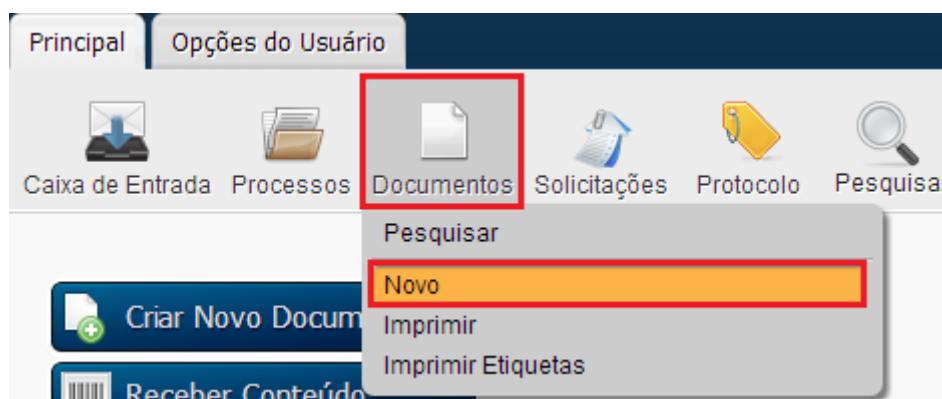 Principal Opções do Usuário
Caixa de Entrada Processos Documentos Solicitações Protocolo Pesquisa
Pesquisar
Novo
Criar Novo Docum
Imprimir
Imprimir Etiquetas
Receber Conteúdo